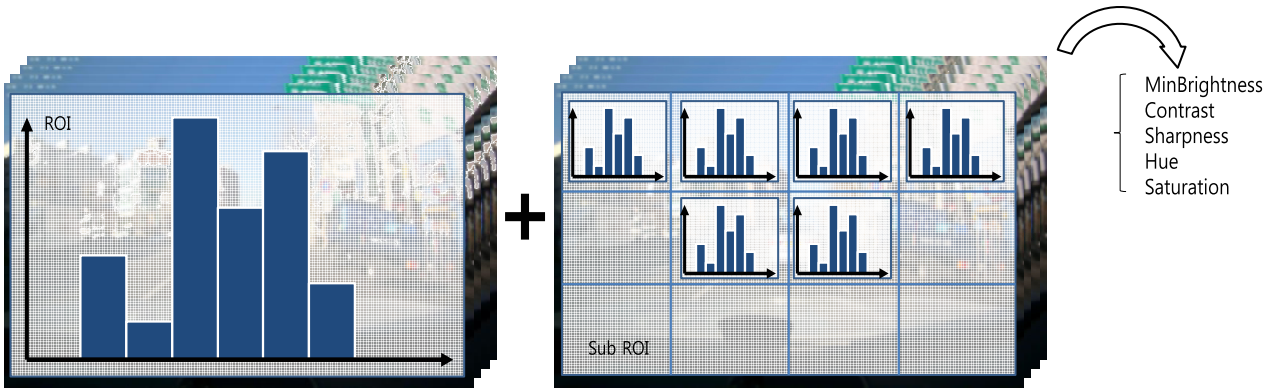 ROI
+
Sub ROI
MinBrightness
Contrast
Sharpness
Hue
Saturation